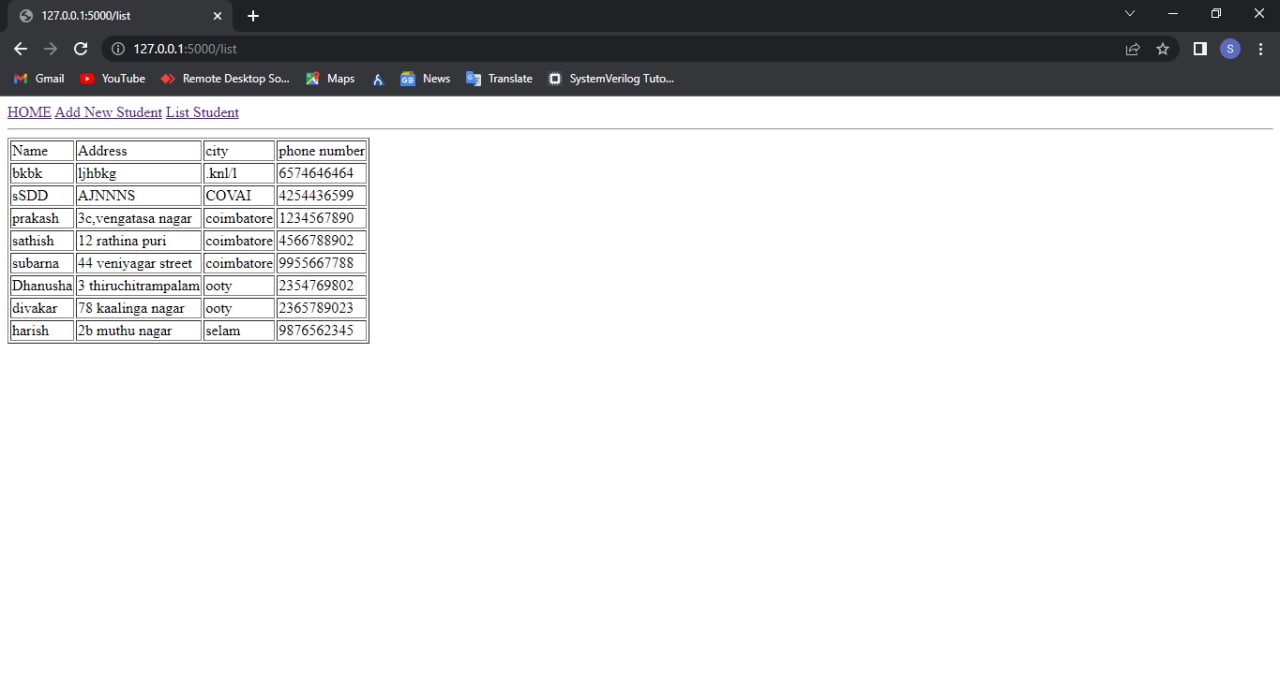 127.0.0.1:5000/list
127.0.0.1:5000/list
S
Gmail YouTube Remote Desktop So... Maps News Translate SystemVerilog Tuto...
HOME Add New Student List Student
Name Address city phone number
bkbk ljhbkg .knl/l 6574646464
sSDD AJNNNS COVAI 4254436599
prakash 3c,vengatasa nagar coimbatore 1234567890
sathish 12 rathina puri coimbatore 4566788902
subarna 44 veniyagar street coimbatore 9955667788
Dhanusha 3 thiruchitrampalam ooty 2354769802
divakar 78 kaalinga nagar ooty 2365789023
harish 2b muthu nagar selam 9876562345